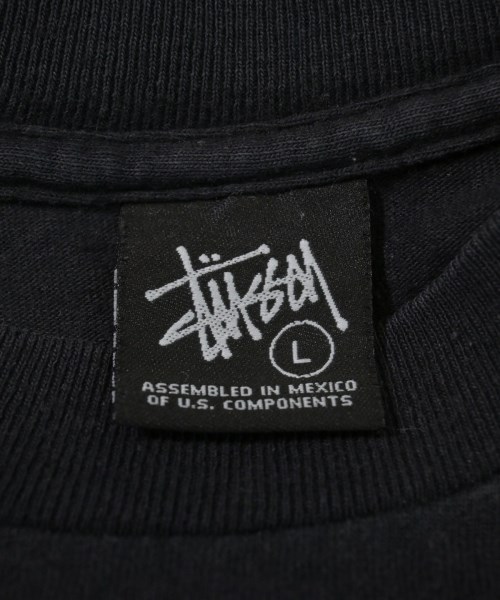 Stüssy
L
ASSEMBLED IN MEXICO
OF U.S. COMPONENTS